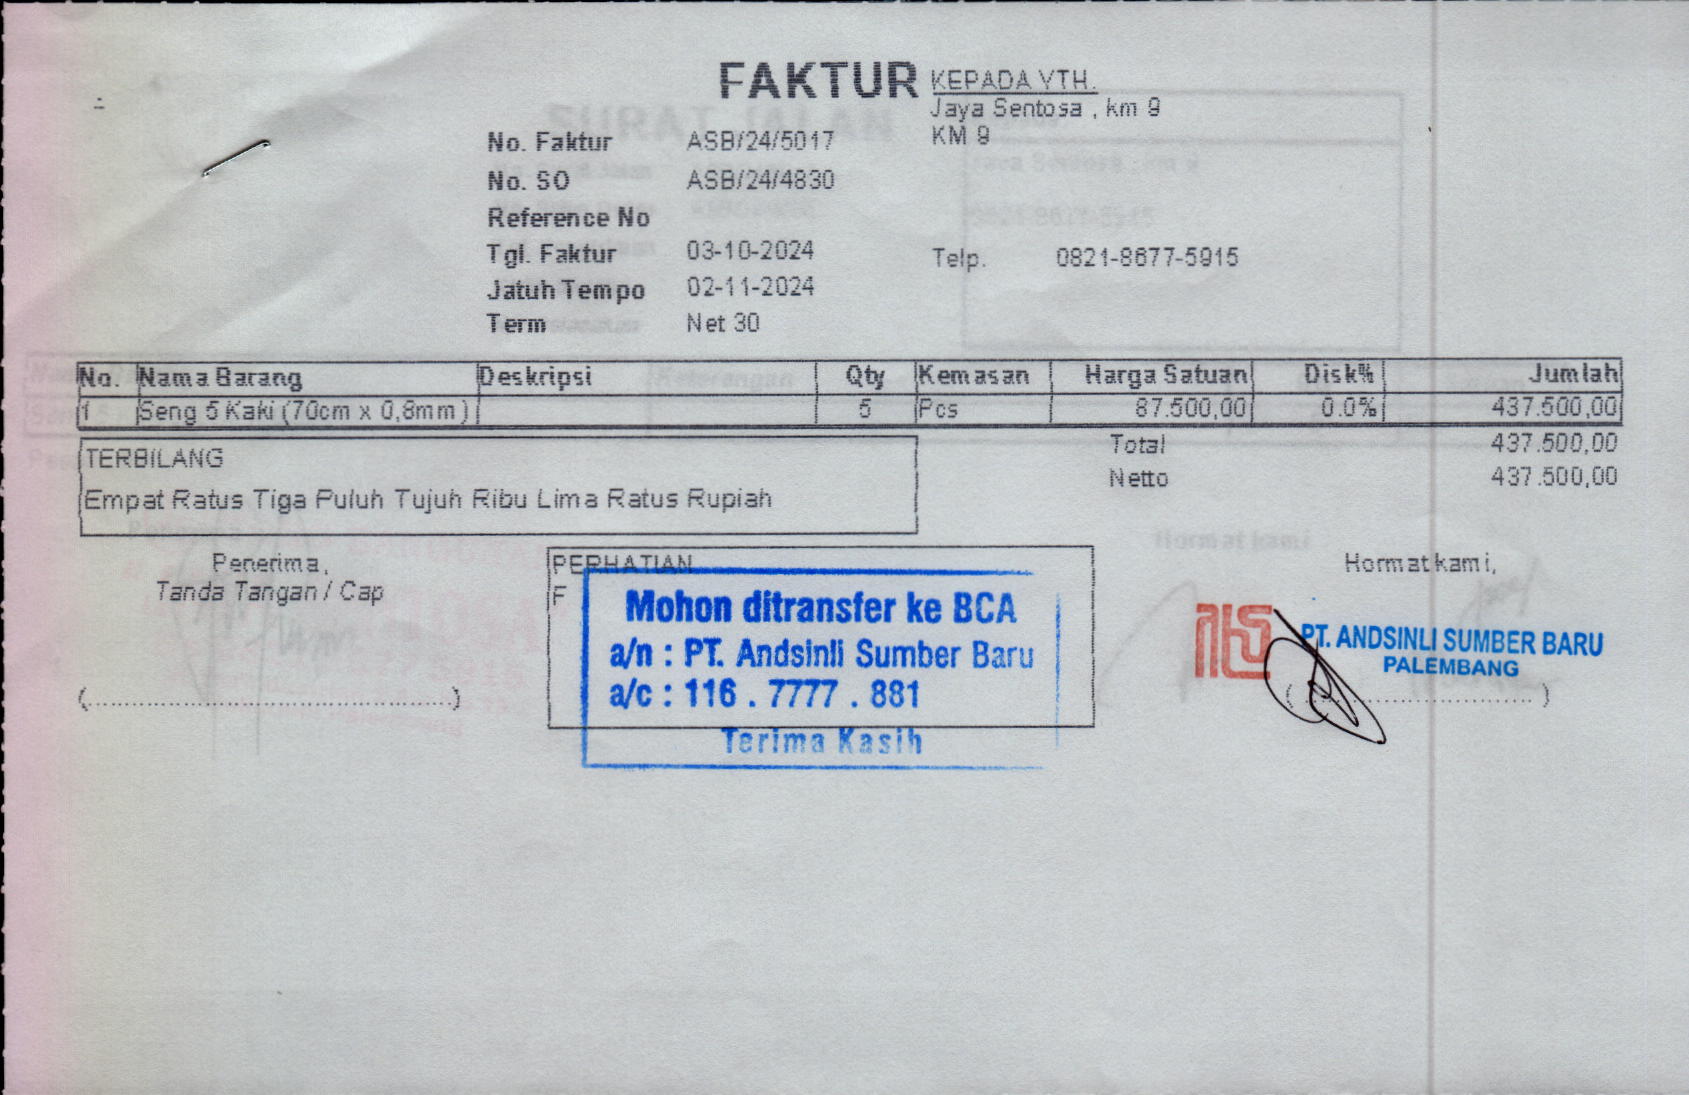 FAKTUR
KEPADA YTH.
Jaya Sentosa , km 9
KM 9
No. Faktur ASB/24/5017
No. SO ASB/24/4830
Reference No
Tgl. Faktur 03-10-2024
Telp. 0821-8677-5915
Jatuh Tempo 02-11-2024
Term Net 30
No. Nama Barang Deskripsi Qty Kemasan Harga Satuan Disk% Jumlah
1 Seng 5 Kaki (70cm x 0,8mm) 5 Pcs 87.500,00 0.0% 437.500,00
Total 437.500,00
Netto 437.500,00
TERBILANG
Empat Ratus Tiga Puluh Tujuh Ribu Lima Ratus Rupiah
Penerima,
Tanda Tangan / Cap
(..................................................)
PERHATIAN
F
Mohon ditransfer ke BCA
a/n : PT. Andsinli Sumber Baru
a/c : 116 . 7777 . 881
Terima Kasih
Hormat kami,
PT. ANDSINLI SUMBER BARU
PALEMBANG
(..................................)
SURAT JALAN
Keterangan
Hormat kami